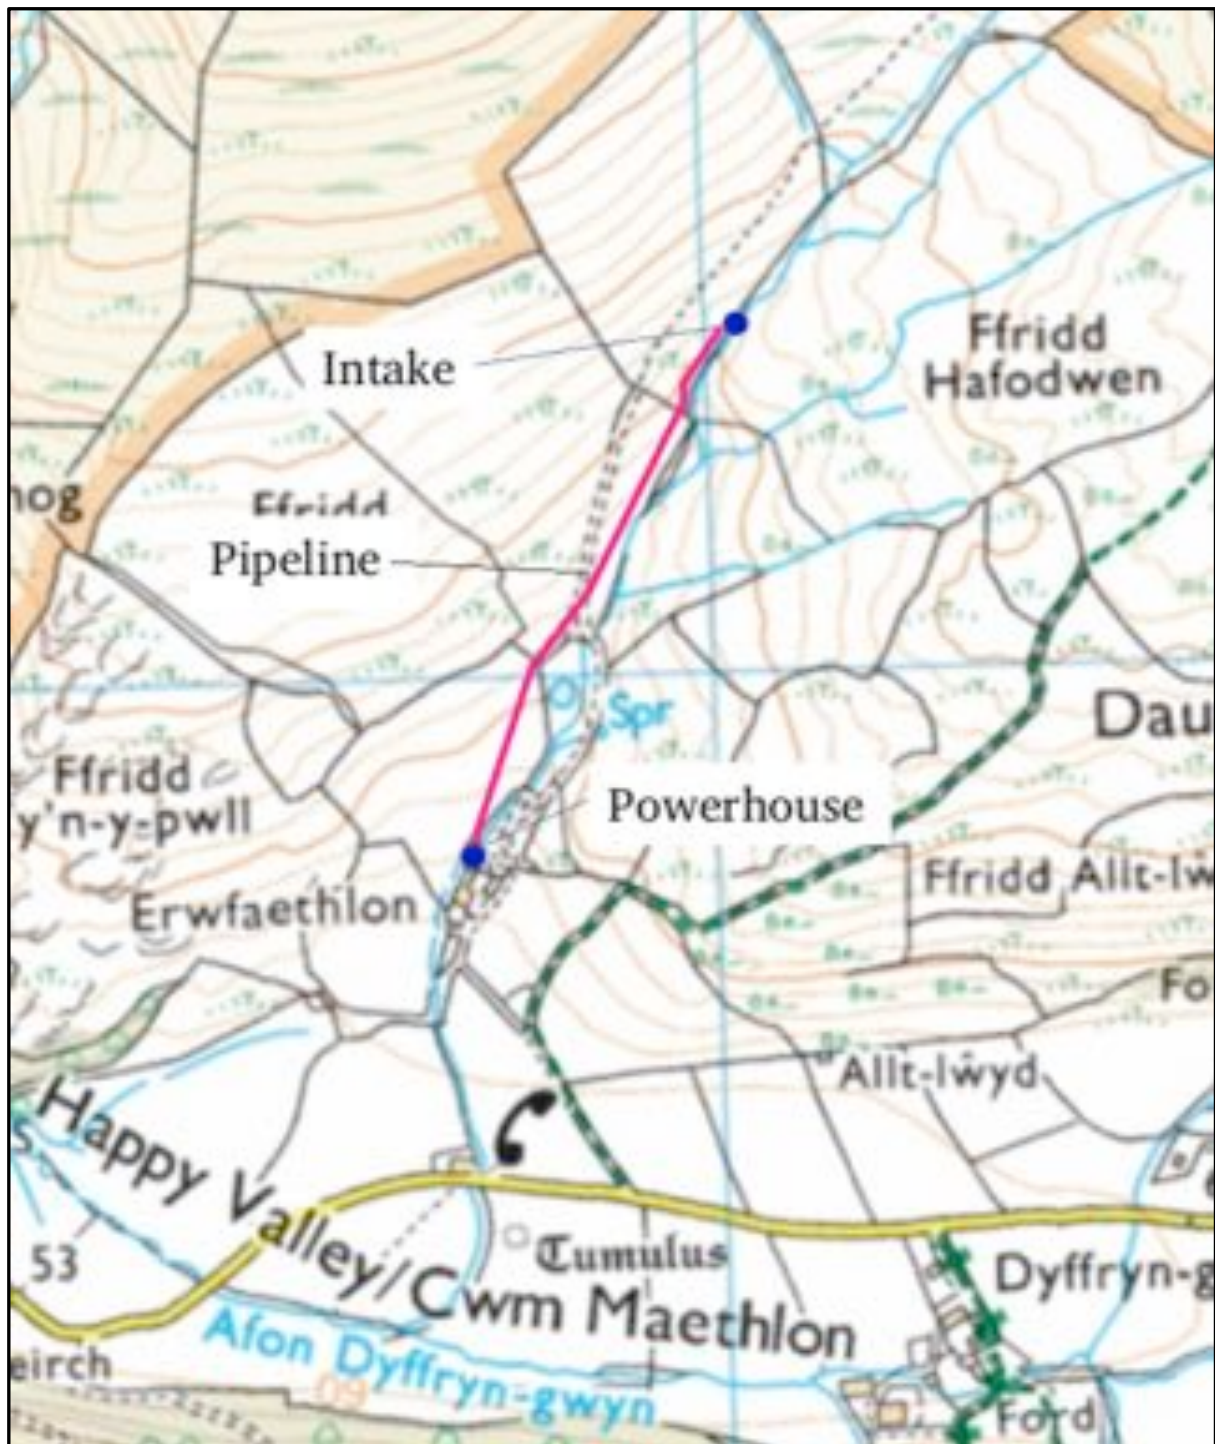 Ffridd
Hafodwen
Intake
Ffridd
Pipeline
Dau
Spr
Ffridd
y'n-y-pwll
Powerhouse
Ffridd Allt-lw
Erwfaethlon
Fo
Allt-lŵyd
Happy Valley/Cwm Maethlon
53
Tumulus
Dyffryn-g
Afon Dyffryn-gwyn
eirch
Ford